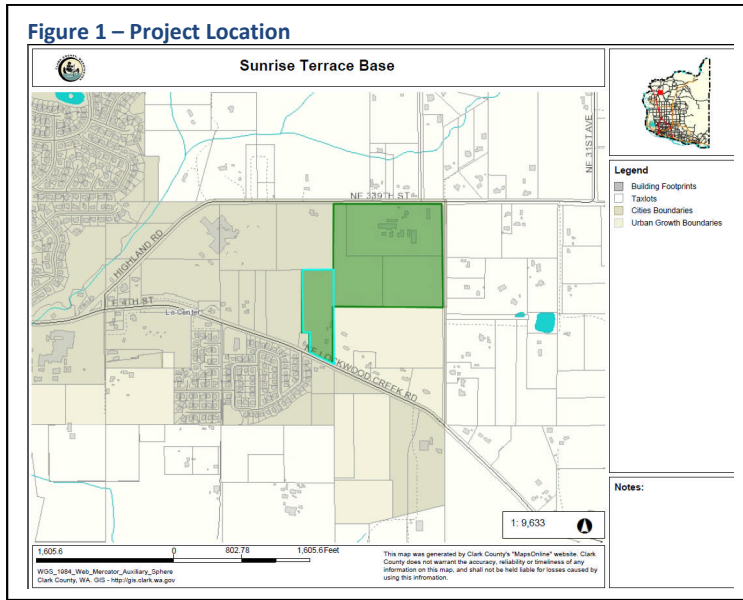 Figure 1 – Project Location
Sunrise Terrace Base
NE 31ST AVE
NE 339TH ST
HIGHLAND RD
E 4TH ST
La Center
NE LOCKWOOD CREEK RD
Legend
Building Footprints
Taxlots
Cities Boundaries
Urban Growth Boundaries
Notes:
1: 9,633
1,605.6 0 802.78 1,605.6 Feet
WGS_1984_Web_Mercator_Auxiliary_Sphere
Clark County, WA. GIS - http://gis.clark.wa.gov
This map was generated by Clark County's "MapsOnline" website. Clark
County does not warrant the accuracy, reliability or timeliness of any
information on this map, and shall not be held liable for losses caused by
using this infromation.